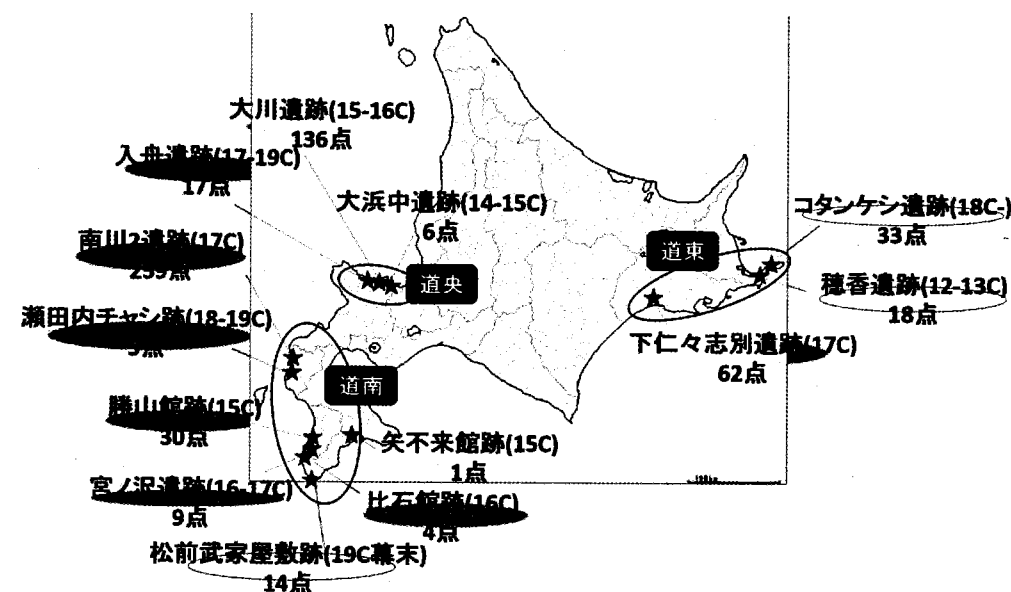 大川遺跡(15-16C)
136点
入舟遺跡(17-19C)
17点
大浜中遺跡(14-15C)
6点
南川2遺跡(17C)
259点
瀬田内チャシ跡(18-19C)
勝山館跡(15C)
30点
宮ノ沢遺跡(16-17C)
9点
松前武家屋敷跡(19C幕末)
14点
比石館跡(16C)
4点
矢不来館跡(15C)
1点
道央
道南
道東
コタンケシ遺跡(18C-)
33点
穂香遺跡(12-13C)
18点
下仁々志別遺跡(17C)
62点